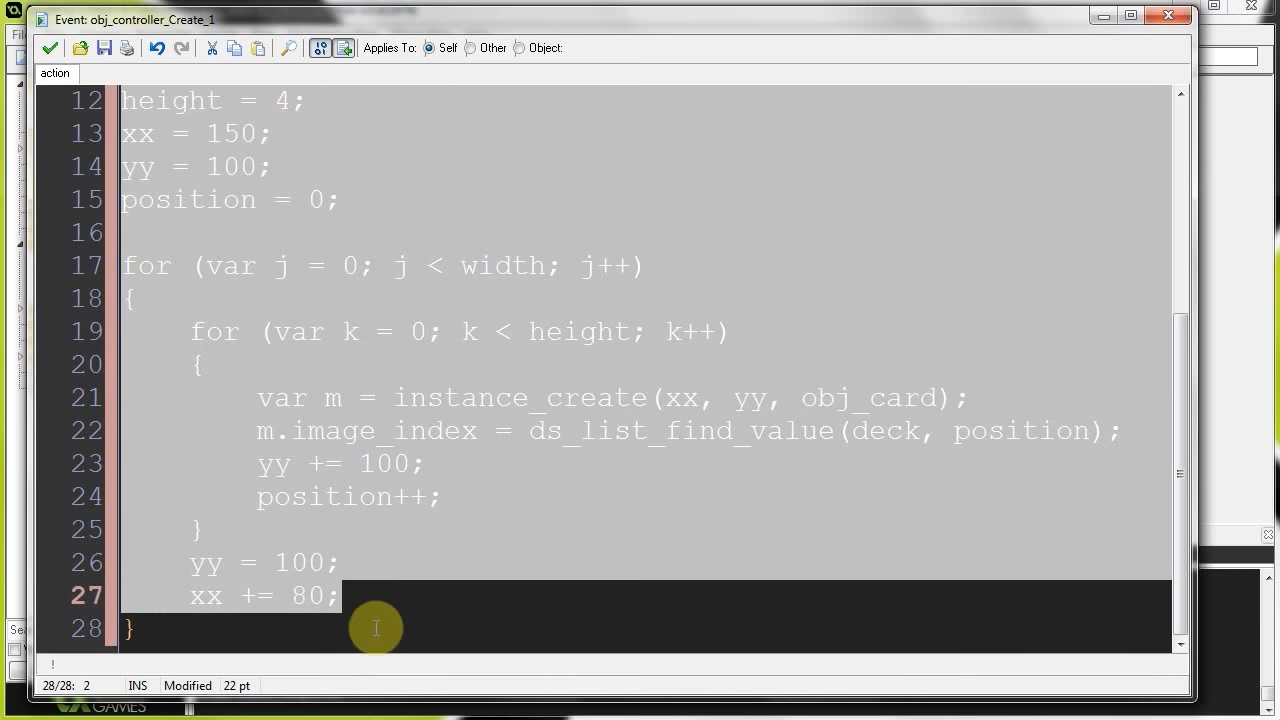 Event: obj_controller_Create_1
Fil
Applies To: Self Other Object:
action
12 height = 4;
13 xx = 150;
14 yy = 100;
15 position = 0;
16
17 for (var j = 0; j < width; j++)
18 {
19 for (var k = 0; k < height; k++)
20 {
21 var m = instance_create(xx, yy, obj_card);
22 m.image_index = ds_list_find_value(deck, position);
23 yy += 100;
24 position++;
25 }
26 yy = 100;
27 xx += 80;
28 }
Sea
!
28/28: 2 INS Modified 22 pt
GAMES